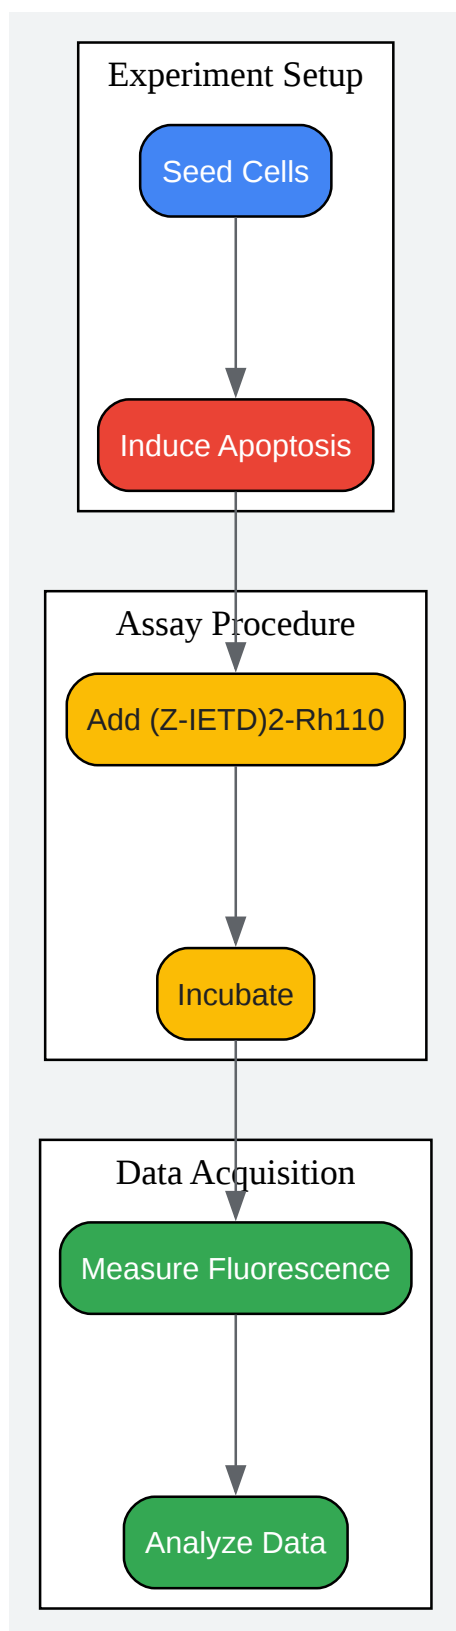 Experiment Setup
Seed Cells
Induce Apoptosis
Assay Procedure
Add (Z-IETD)2-Rh110
Incubate
Data Acquisition
Measure Fluorescence
Analyze Data